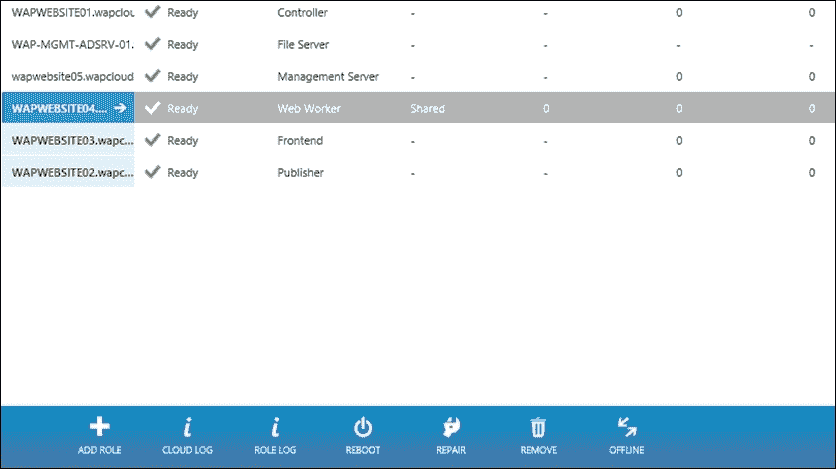 WAPWEBSITE01.wapclou Ready Controller - - 0 0
WAP-MGMT-ADSRV-01. Ready File Server - - - -
wapwebsite05.wapcloud Ready Management Server - - 0 0
WAPWEBSITE04.... Ready Web Worker Shared 0 0 0
WAPWEBSITE03.wapc... Ready Frontend - - 0 0
WAPWEBSITE02.wapc... Ready Publisher - - 0 0
ADD ROLE CLOUD LOG ROLE LOG REBOOT REPAIR REMOVE OFFLINE